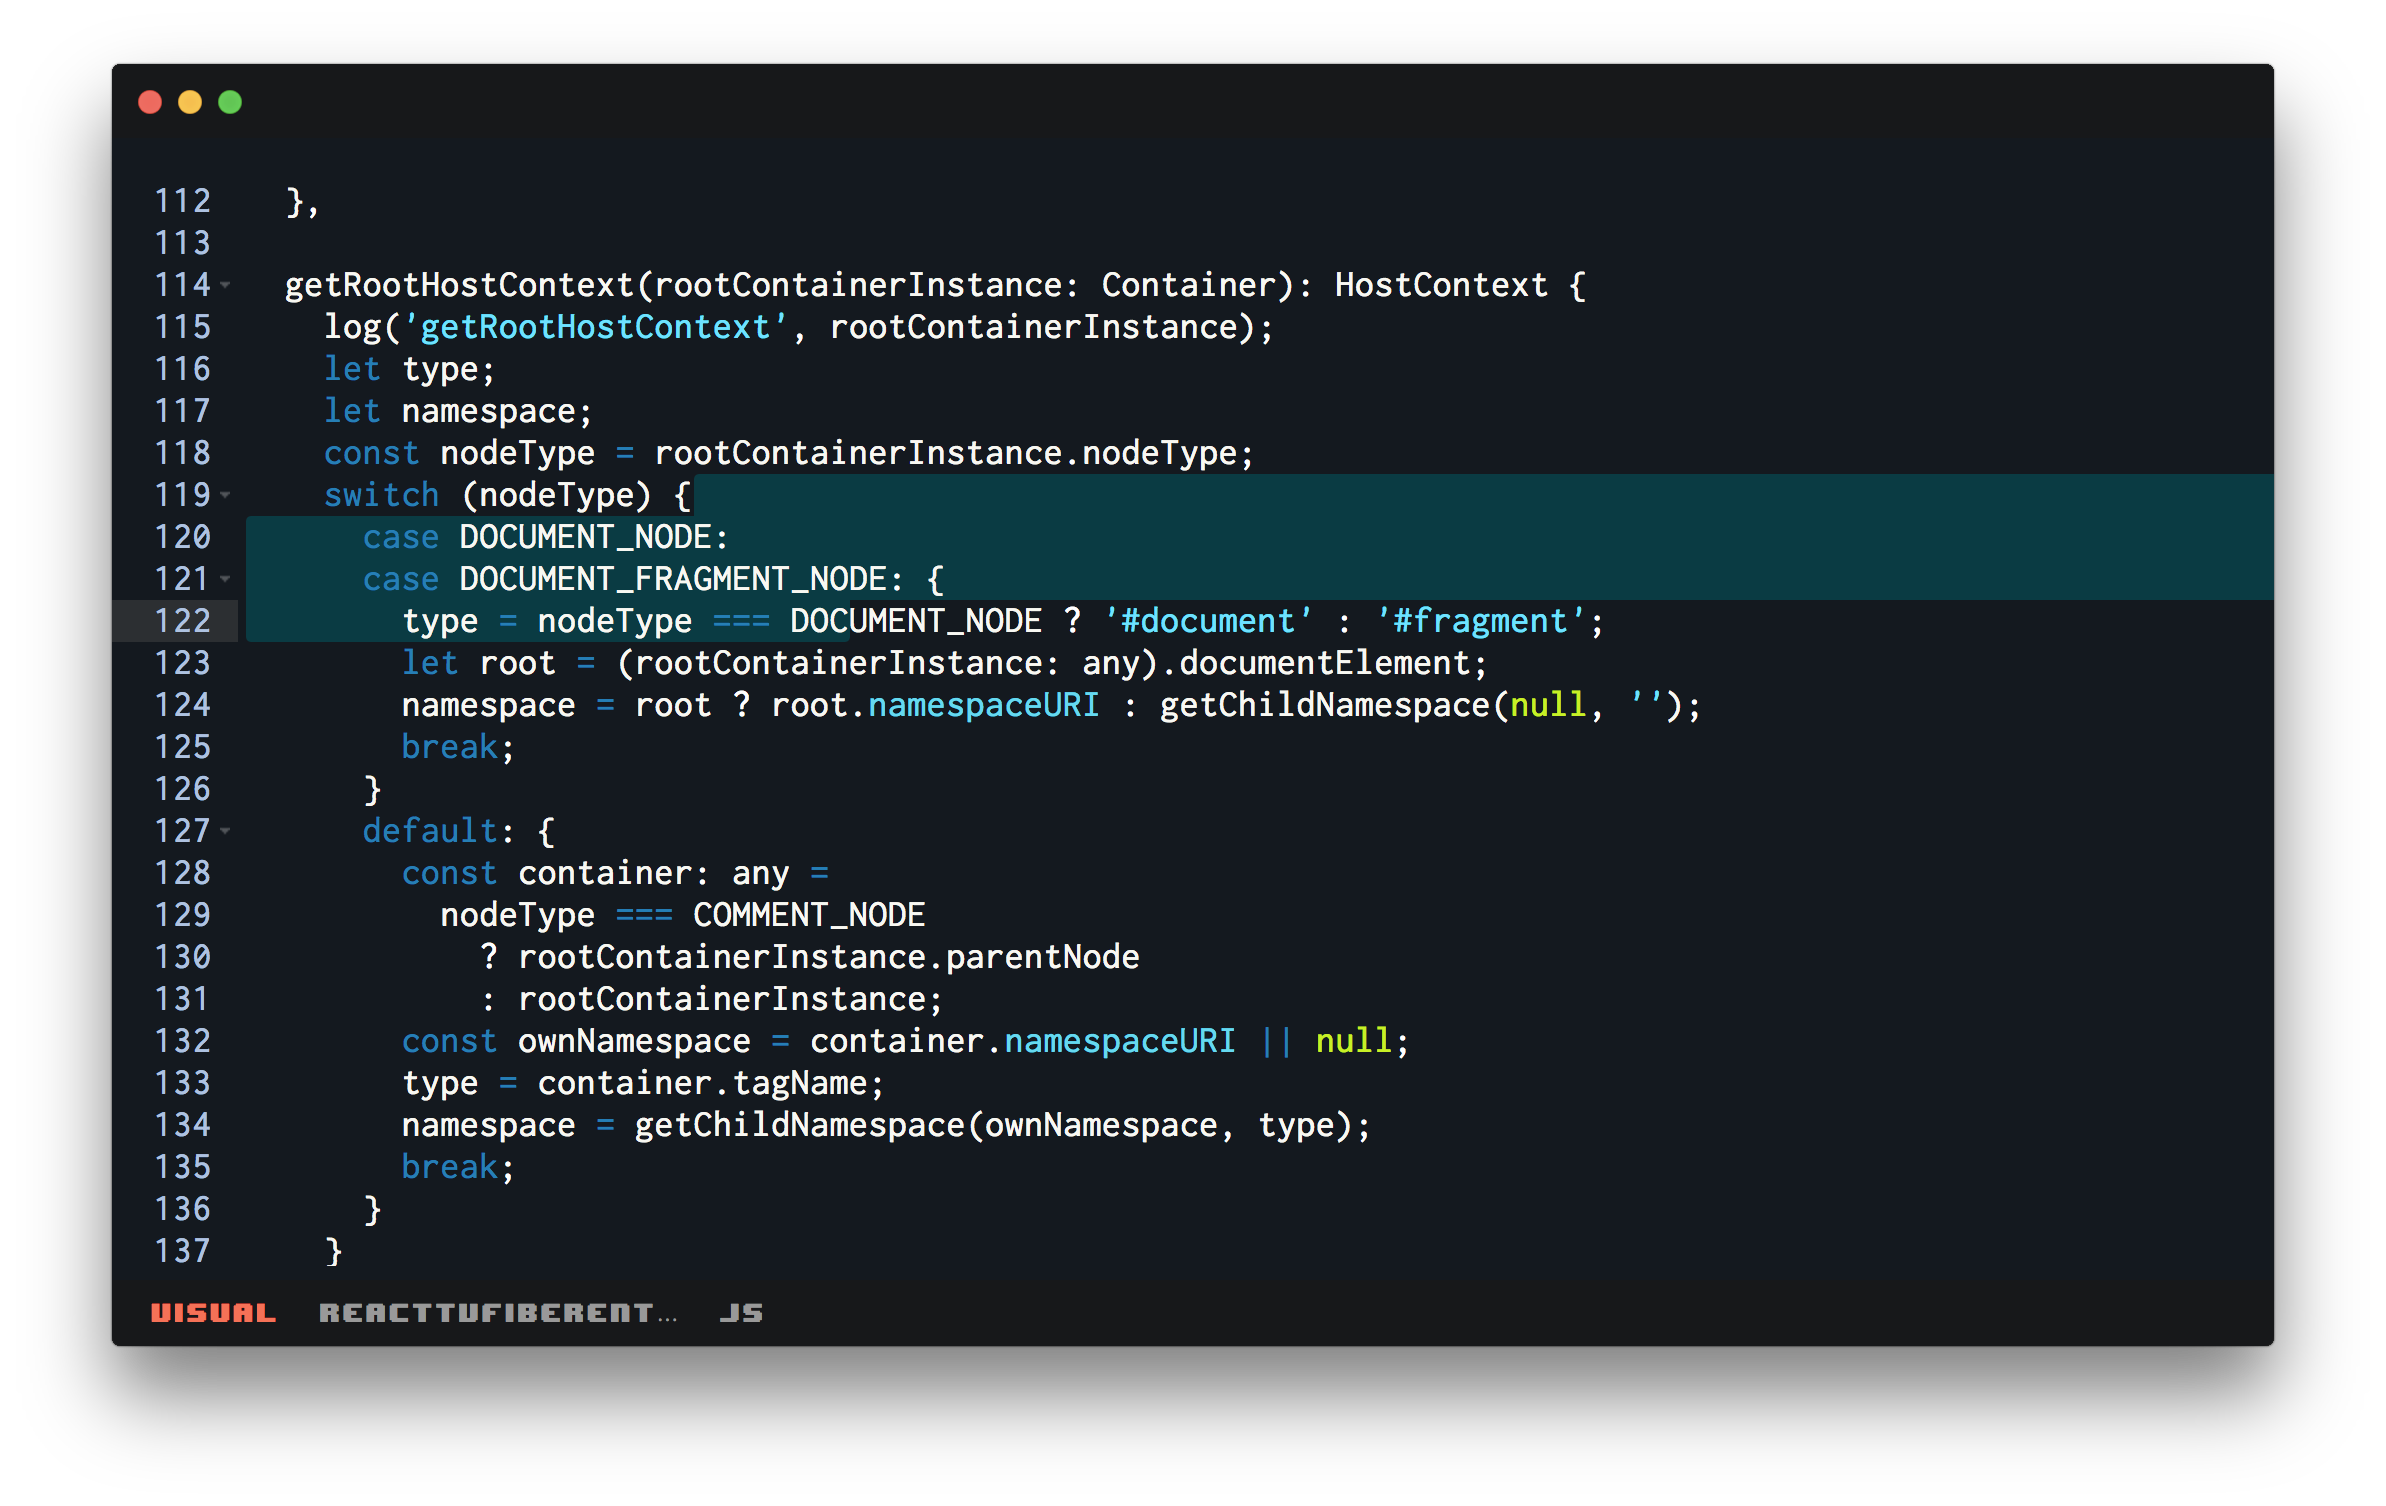 112 },
113
114 getRootHostContext(rootContainerInstance: Container): HostContext {
115 log('getRootHostContext', rootContainerInstance);
116 let type;
117 let namespace;
118 const nodeType = rootContainerInstance.nodeType;
119 switch (nodeType) {
120 case DOCUMENT_NODE:
121 case DOCUMENT_FRAGMENT_NODE: {
122 type = nodeType === DOCUMENT_NODE ? '#document' : '#fragment';
123 let root = (rootContainerInstance: any).documentElement;
124 namespace = root ? root.namespaceURI : getChildNamespace(null, '');
125 break;
126 }
127 default: {
128 const container: any =
129 nodeType === COMMENT_NODE
130 ? rootContainerInstance.parentNode
131 : rootContainerInstance;
132 const ownNamespace = container.namespaceURI || null;
133 type = container.tagName;
134 namespace = getChildNamespace(ownNamespace, type);
135 break;
136 }
137 }
VISUAL REACTTVFIBERENT... JS